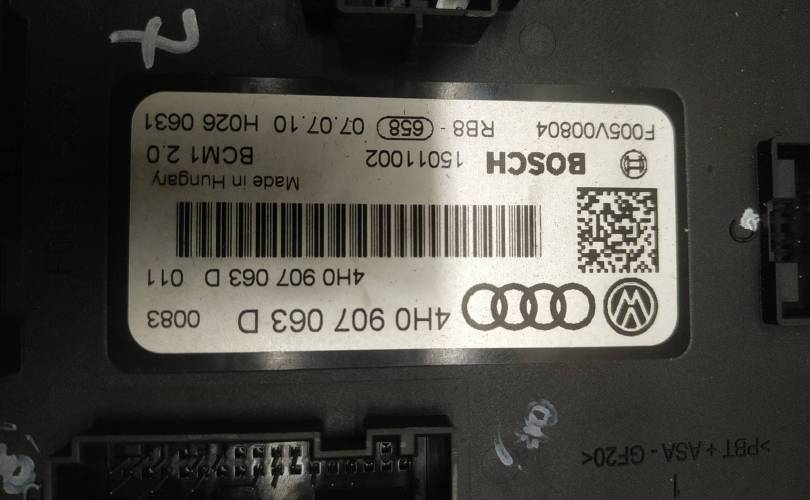 4H0 907 063 D 0083
4H0 907 063 D 011
Made in Hungary
BOSCH 15011002 BCM1 2.0
F005V00804 RB8 - 658 07.07.10 H026 0631
>PBT + ASA - GF20<
7